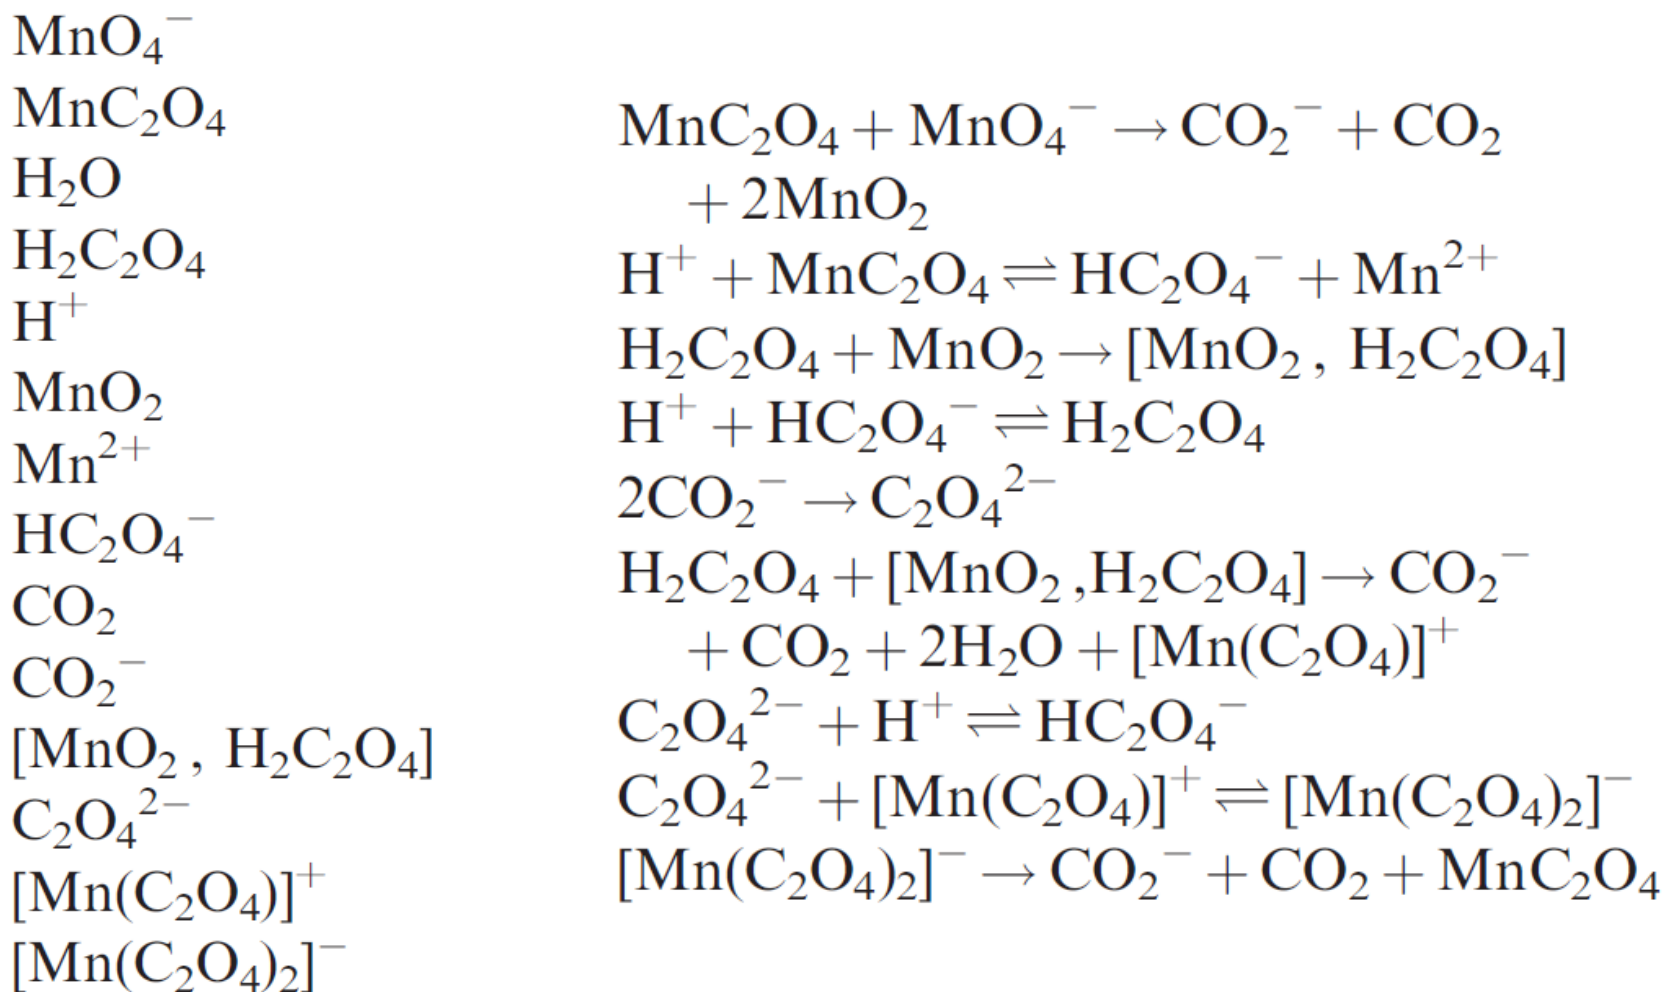 MnO₄⁻
MnC₂O₄
H₂O
H₂C₂O₄
H⁺
MnO₂
Mn²⁺
HC₂O₄⁻
CO₂
CO₂⁻
[MnO₂, H₂C₂O₄]
C₂O₄²⁻
[Mn(C₂O₄)]⁺
[Mn(C₂O₄)₂]⁻
MnC₂O₄ + MnO₄⁻ → CO₂⁻ + CO₂
+ 2MnO₂
H⁺ + MnC₂O₄ ⇌ HC₂O₄⁻ + Mn²⁺
H₂C₂O₄ + MnO₂ → [MnO₂, H₂C₂O₄]
H⁺ + HC₂O₄⁻ ⇌ H₂C₂O₄
2CO₂⁻ → C₂O₄²⁻
H₂C₂O₄ + [MnO₂,H₂C₂O₄] → CO₂⁻
+ CO₂ + 2H₂O + [Mn(C₂O₄)]⁺
C₂O₄²⁻ + H⁺ ⇌ HC₂O₄⁻
C₂O₄²⁻ + [Mn(C₂O₄)]⁺ ⇌ [Mn(C₂O₄)₂]⁻
[Mn(C₂O₄)₂]⁻ → CO₂⁻ + CO₂ + MnC₂O₄